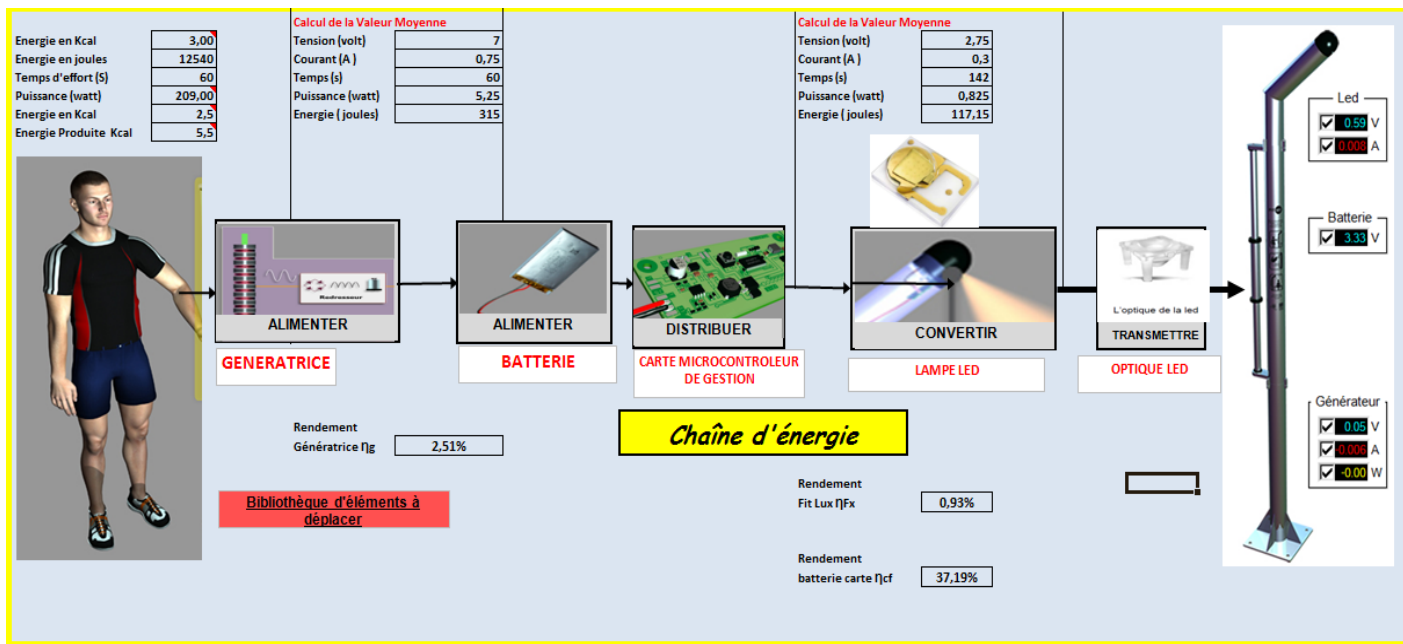 Energie en Kcal 3,00
Energie en joules 12540
Temps d'effort (S) 60
Puissance (watt) 209,00
Energie en Kcal 2,5
Energie Produite Kcal 5,5
Calcul de la Valeur Moyenne
Tension (volt) 7
Courant (A ) 0,75
Temps (s) 60
Puissance (watt) 5,25
Energie ( joules) 315
Calcul de la Valeur Moyenne
Tension (volt) 2,75
Courant (A ) 0,3
Temps (s) 142
Puissance (watt) 0,825
Energie ( joules) 117,15
Redresseur
ALIMENTER
GENERATRICE
ALIMENTER
BATTERIE
DISTRIBUER
CARTE MICROCONTROLEUR
DE GESTION
CONVERTIR
LAMPE LED
L'optique de la led
TRANSMETTRE
OPTIQUE LED
Led
0.59 V
0.008 A
Batterie
3.33 V
Générateur
0.05 V
-0.006 A
-0.00 W
Rendement
Génératrice Ƞg 2,51%
Chaîne d'énergie
Bibliothèque d'éléments à
déplacer
Rendement
Fit Lux ȠFx 0,93%
Rendement
batterie carte Ƞcf 37,19%